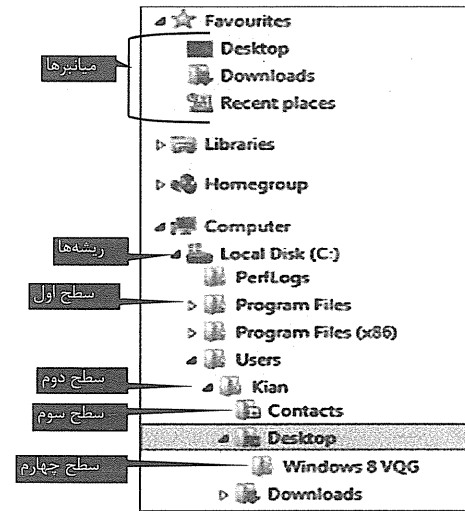 Favourites
Desktop
میانبرها
Downloads
Recent places
Libraries
Homegroup
Computer
ریشه‌ها
Local Disk (C:)
PerfLogs
سطح اول
Program Files
Program Files (x86)
Users
سطح دوم
Kian
سطح سوم
Contacts
Desktop
سطح چهارم
Windows 8 VQG
Downloads